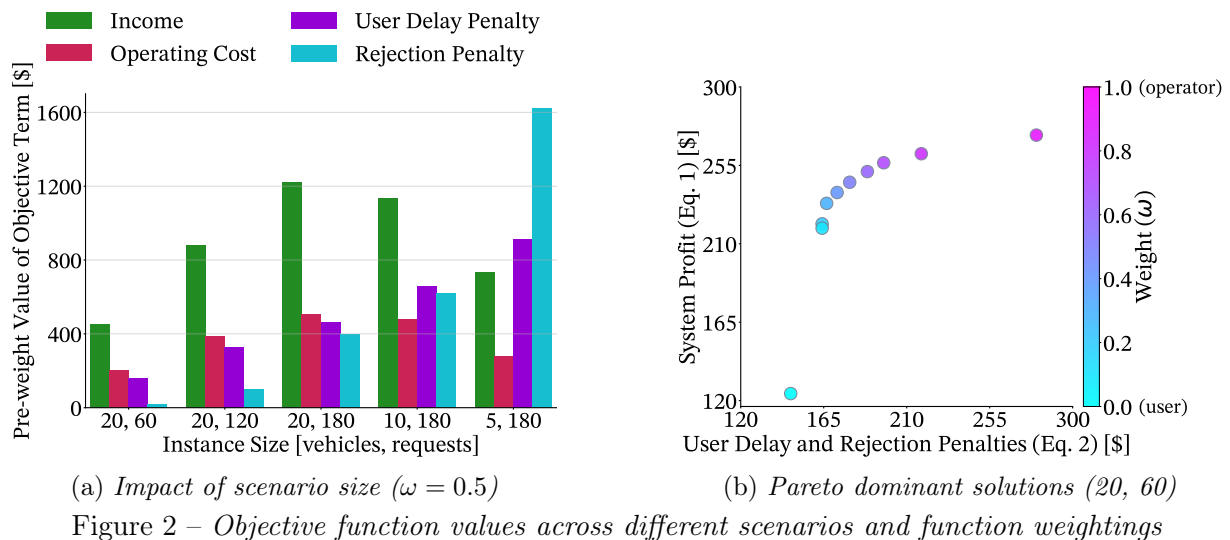 Income
User Delay Penalty
Operating Cost
Rejection Penalty
Pre-weight Value of Objective Term [$]
1600
1200
800
400
0
20, 60
20, 120
20, 180
10, 180
5, 180
Instance Size [vehicles, requests]
(a) Impact of scenario size (ω = 0.5)
System Profit (Eq. 1) [$]
300
255
210
165
120
120
165
210
255
300
User Delay and Rejection Penalties (Eq. 2) [$]
1.0 (operator)
0.8
0.6
0.4
0.2
0.0 (user)
Weight (ω)
(b) Pareto dominant solutions (20, 60)
Figure 2 – Objective function values across different scenarios and function weightings